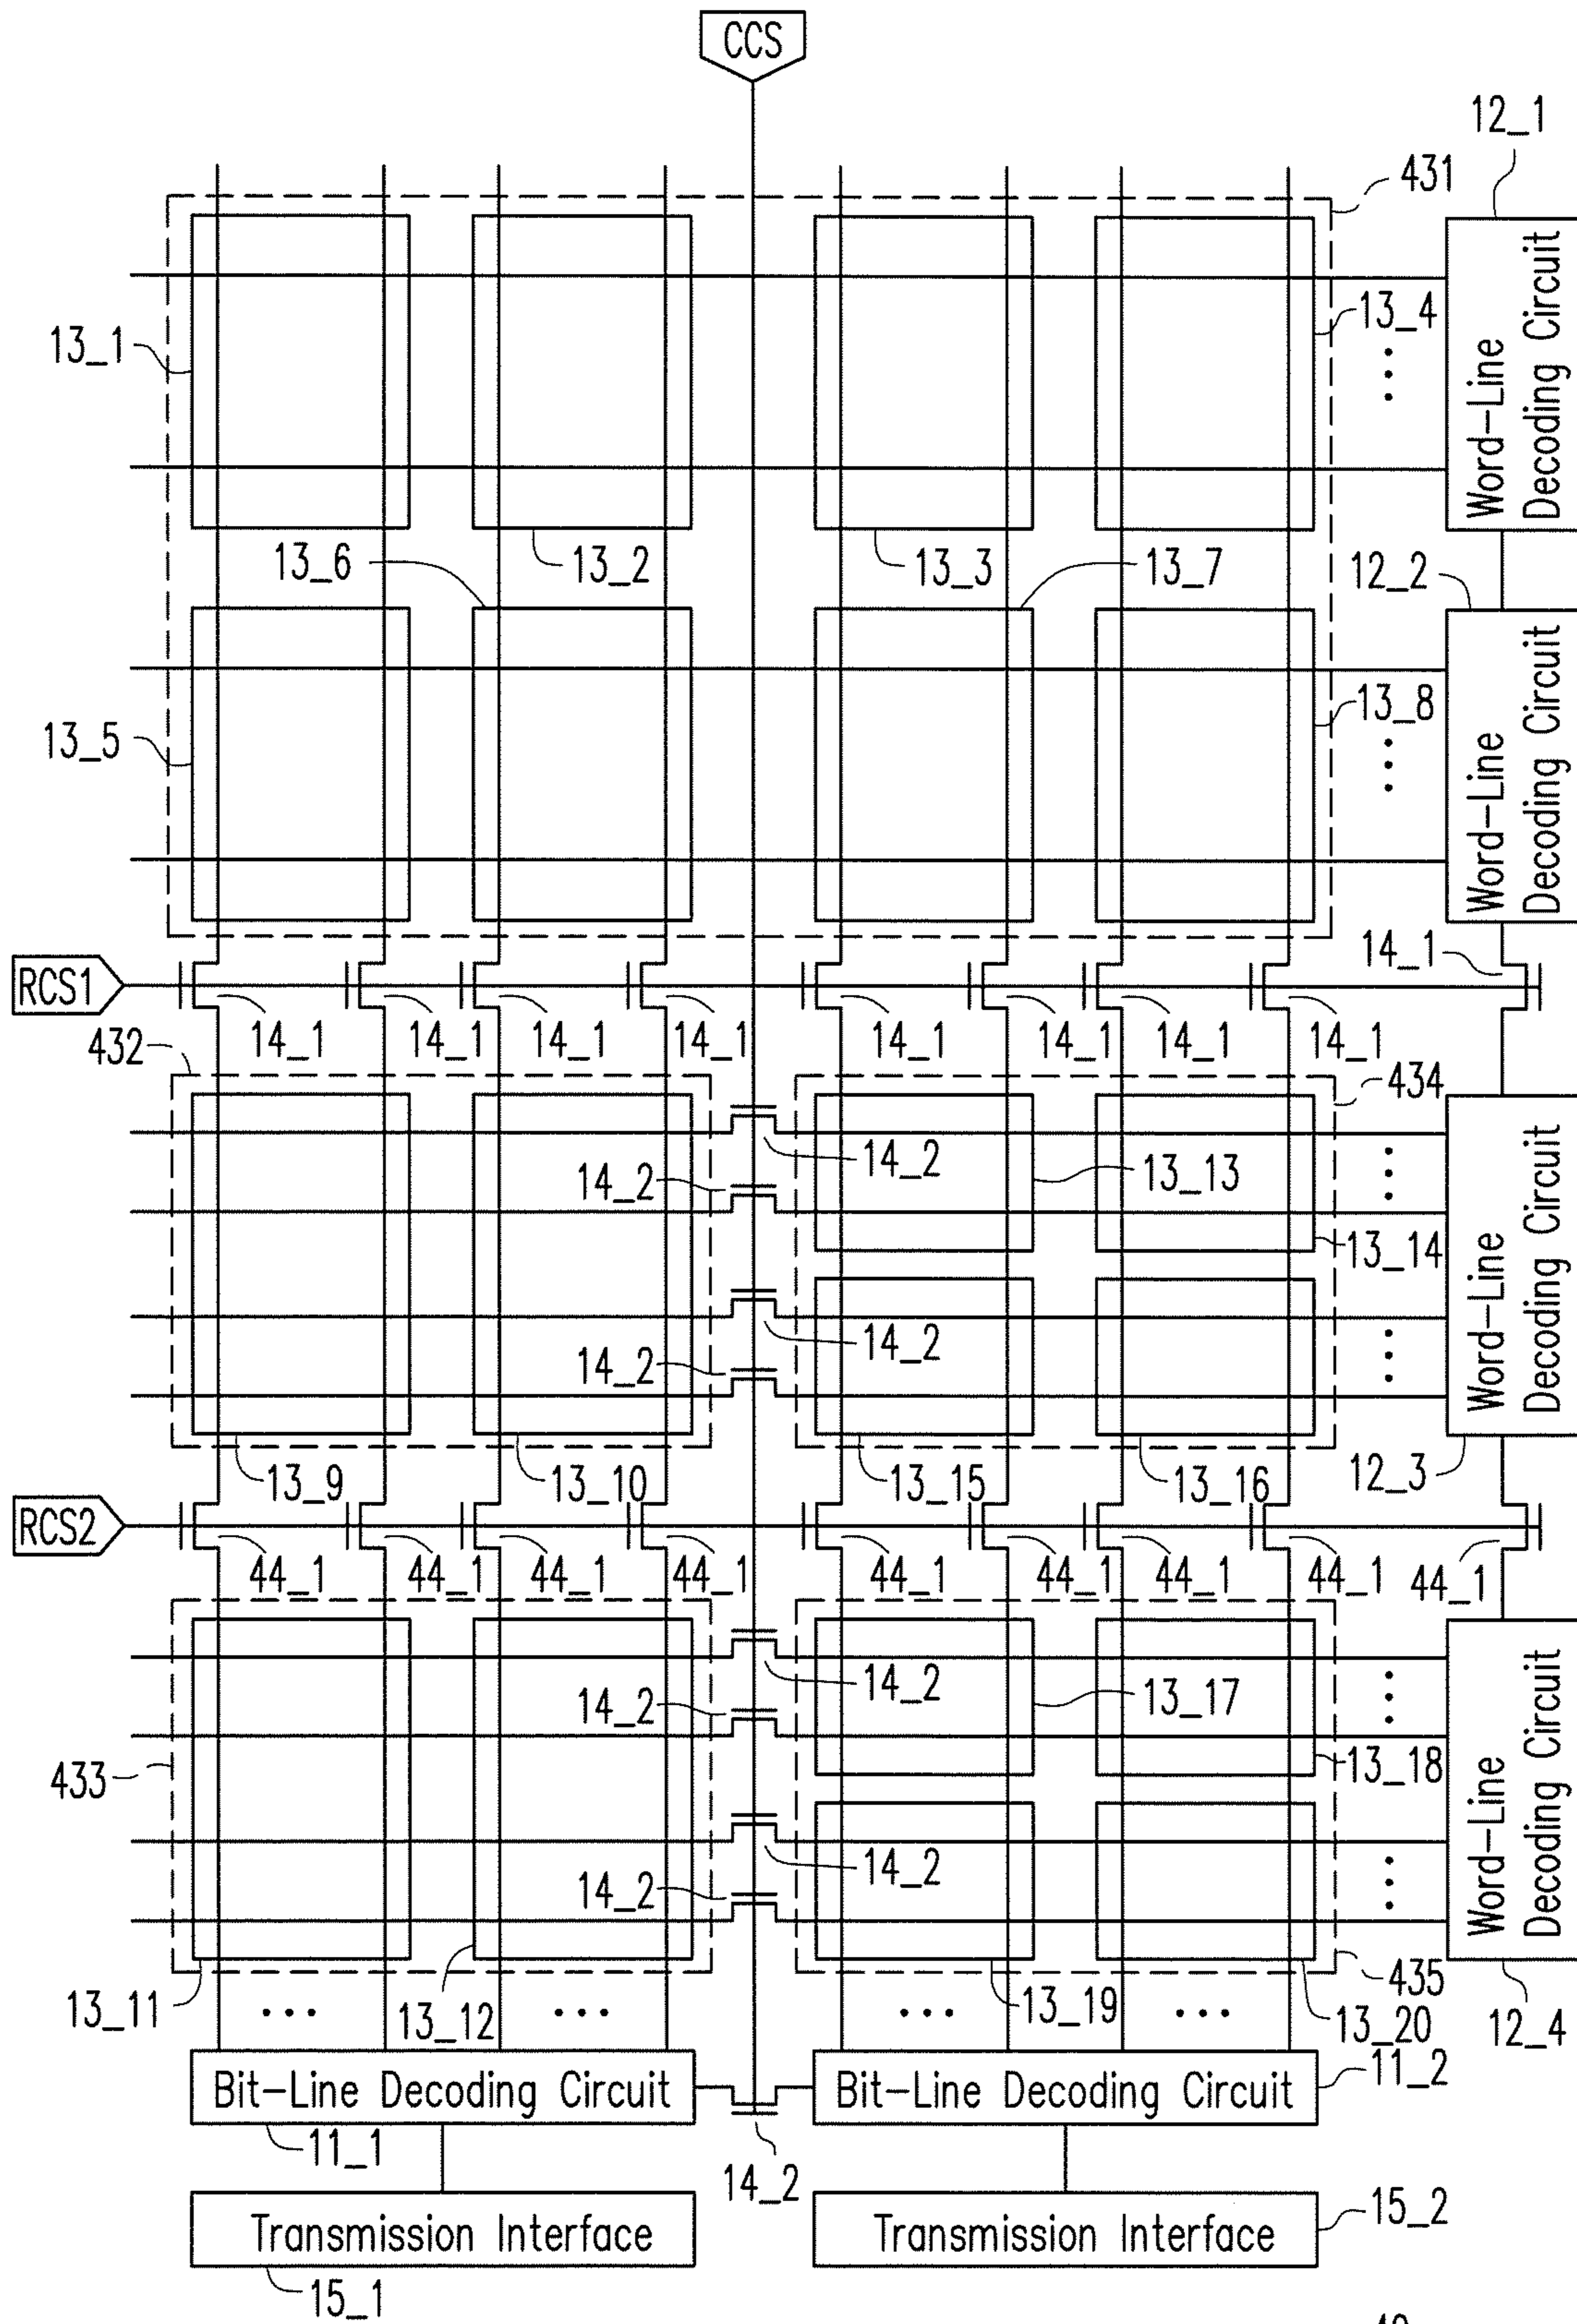 CCS
12_1
431
Word-Line
Decoding Circuit
13_4
13_1
13_6
13_2
13_3
13_7
12_2
Word-Line
Decoding Circuit
13_8
13_5
14_1
RCS1
14_1 14_1 14_1 14_1 14_1 14_1 14_1 14_1
432
434
Word-Line
Decoding Circuit
14_2
13_13
14_2
13_14
14_2
14_2
13_9
13_10
13_15
13_16
12_3
RCS2
44_1 44_1 44_1 44_1 44_1 44_1 44_1 44_1 44_1
Word-Line
Decoding Circuit
14_2
13_17
14_2
13_18
433
14_2
14_2
435
13_11
13_12
13_19
13_20
12_4
Bit-Line Decoding Circuit
Bit-Line Decoding Circuit
11_2
11_1
14_2
15_2
Transmission Interface
Transmission Interface
15_1